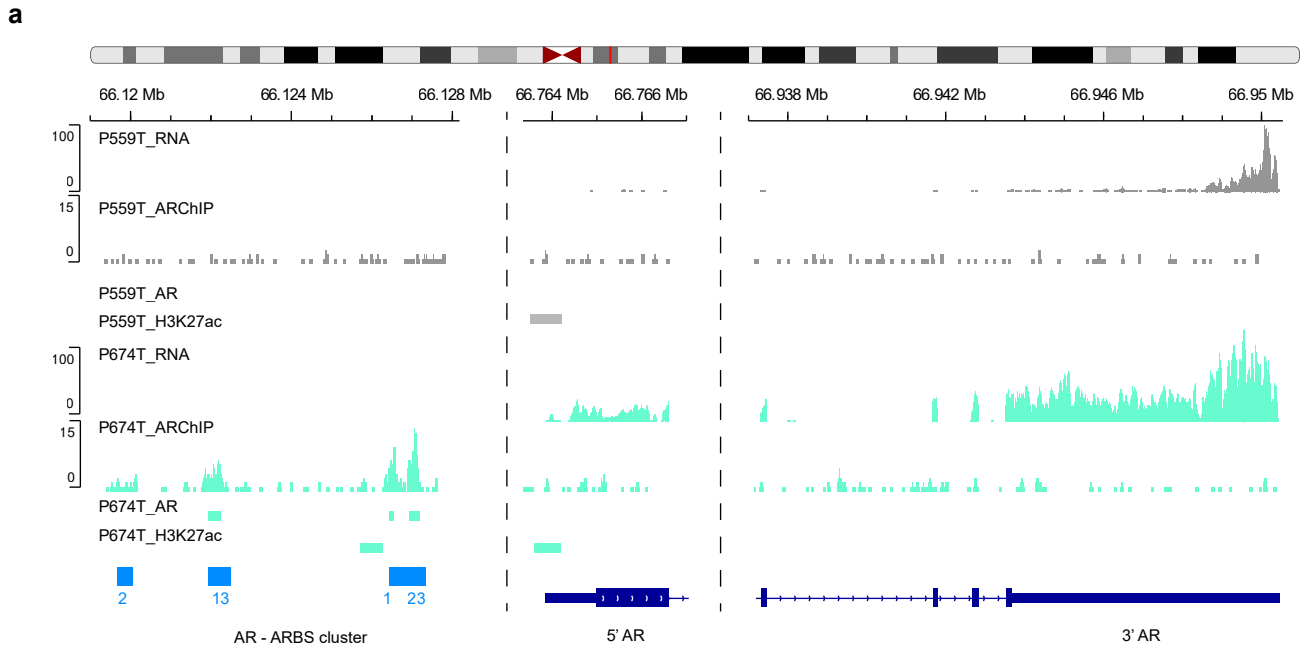 a
66.12 Mb 66.124 Mb 66.128 Mb 66.764 Mb 66.766 Mb 66.938 Mb 66.942 Mb 66.946 Mb 66.95 Mb
100
P559T_RNA
0
15
P559T_ARChIP
0
P559T_AR
P559T_H3K27ac
P674T_RNA
100
0
P674T_ARChIP
15
0
P674T_AR
P674T_H3K27ac
2 13 1 23
AR - ARBS cluster 5’ AR 3’ AR